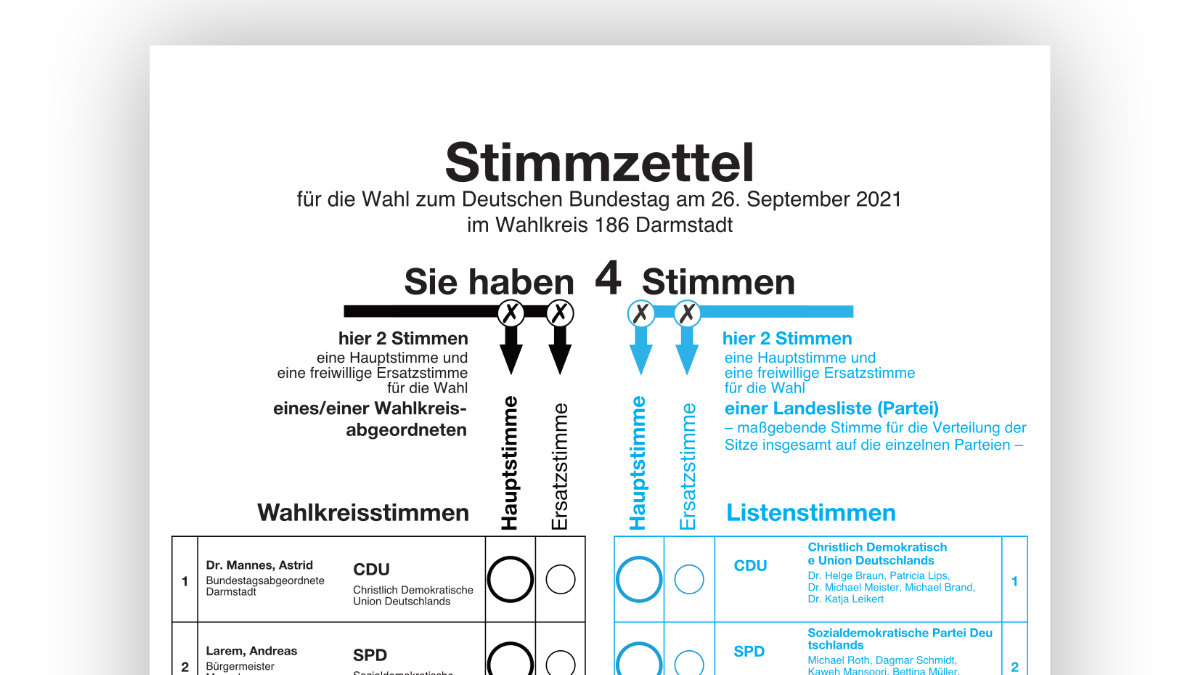 Stimmzettel
für die Wahl zum Deutschen Bundestag am 26. September 2021
im Wahlkreis 186 Darmstadt
Sie haben 4 Stimmen
hier 2 Stimmen
eine Hauptstimme und
eine freiwillige Ersatzstimme
für die Wahl
eines/einer Wahlkreis-
abgeordneten
Hauptstimme
Ersatzstimme
Hauptstimme
Ersatzstimme
hier 2 Stimmen
eine Hauptstimme und
eine freiwillige Ersatzstimme
für die Wahl
einer Landesliste (Partei)
– maßgebende Stimme für die Verteilung der
Sitze insgesamt auf die einzelnen Parteien –
Wahlkreisstimmen
Listenstimmen
1
Dr. Mannes, Astrid
Bundestagsabgeordnete
Darmstadt
CDU
Christlich Demokratische
Union Deutschlands
CDU
Christlich Demokratisch
e Union Deutschlands
Dr. Helge Braun, Patricia Lips,
Dr. Michael Meister, Michael Brand,
Dr. Katja Leikert
1
2
Larem, Andreas
Bürgermeister
SPD
Sozialdemokratische
SPD
Sozialdemokratische Partei Deu
tschlands
Michael Roth, Dagmar Schmidt,
Kaweh Mansoori, Bettina Müller,
2